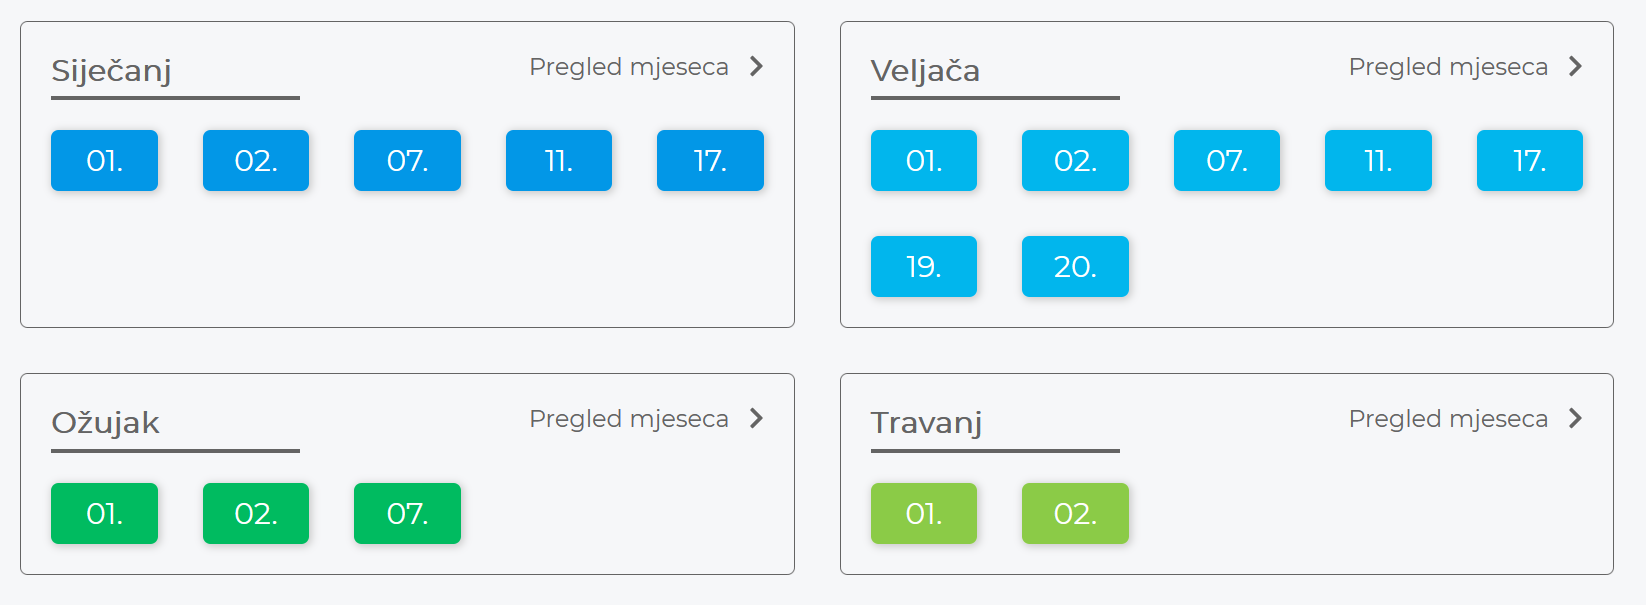 Siječanj Pregled mjeseca
01. 02. 07. 11. 17.
Veljača Pregled mjeseca
01. 02. 07. 11. 17.
19. 20.
Ožujak Pregled mjeseca
01. 02. 07.
Travanj Pregled mjeseca
01. 02.